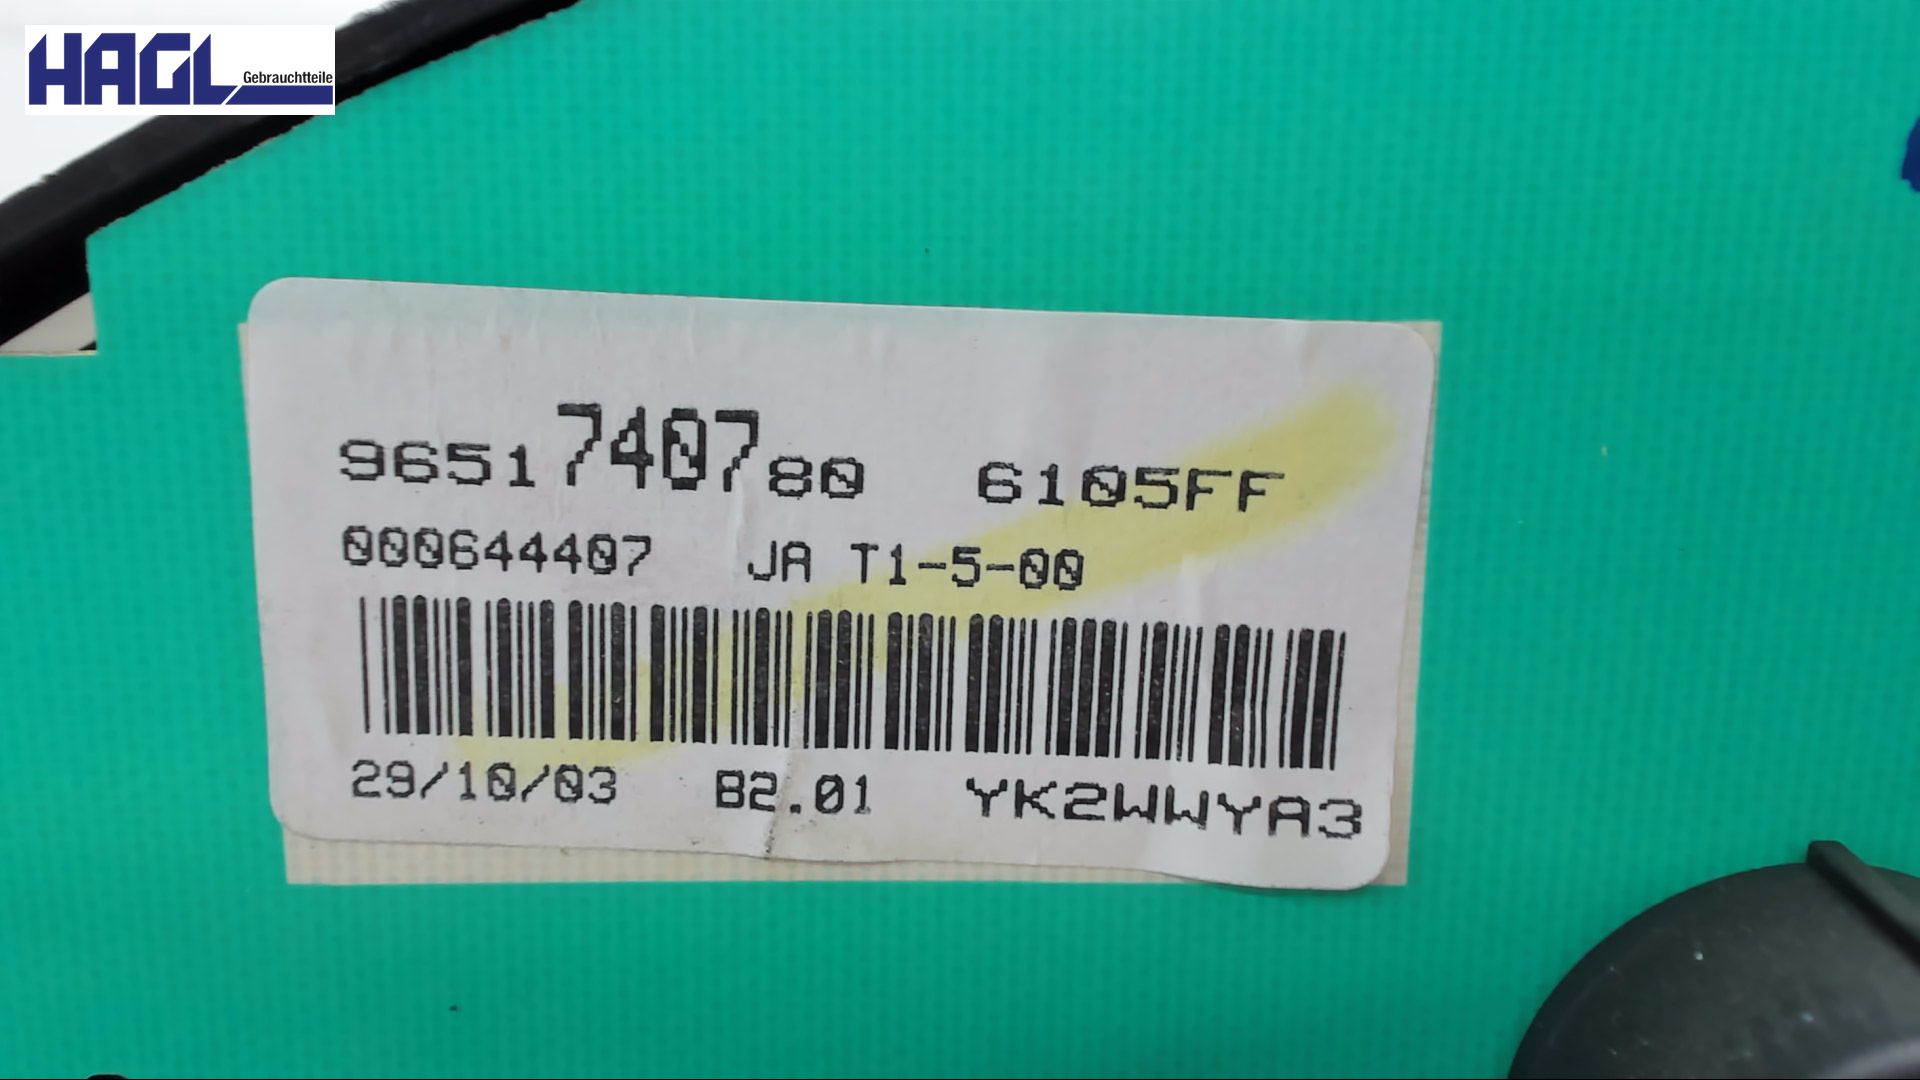 HAGL
Gebrauchtteile
9651740780 6105FF
000644407 JA T1-5-00
29/10/03 B2.01 YK2WWYA3